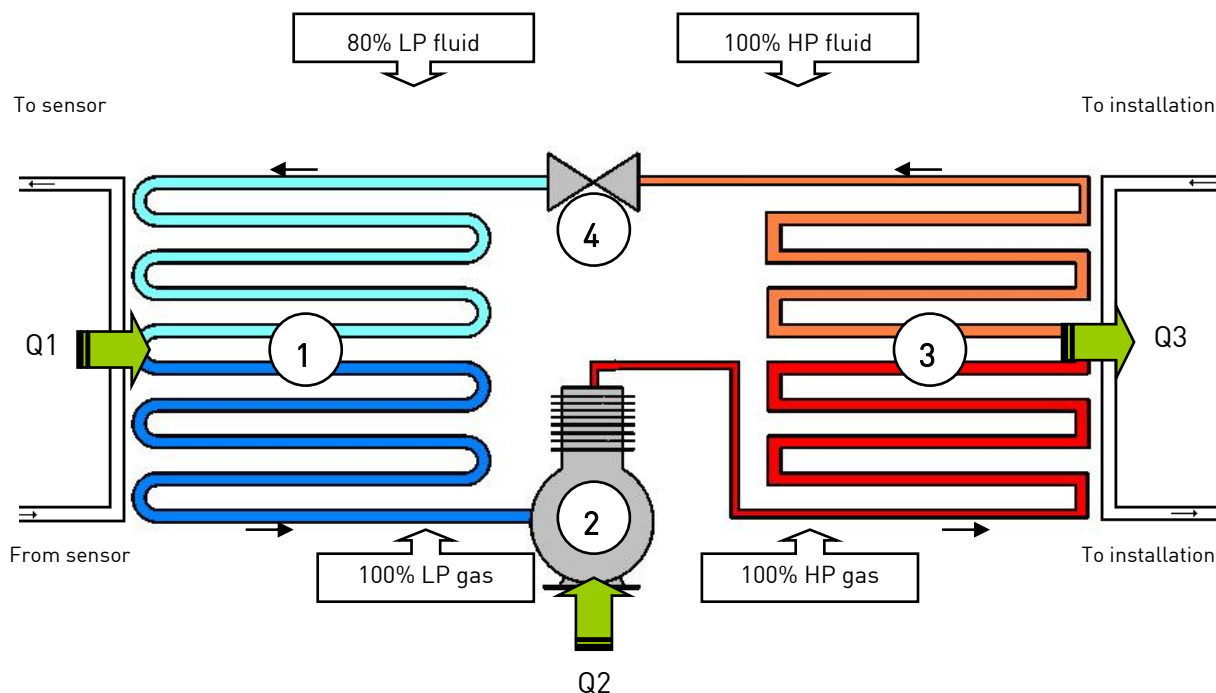 80% LP fluid
100% HP fluid
To sensor
To installation
4
Q1
1
3
Q3
2
From sensor
To installation
100% LP gas
100% HP gas
Q2